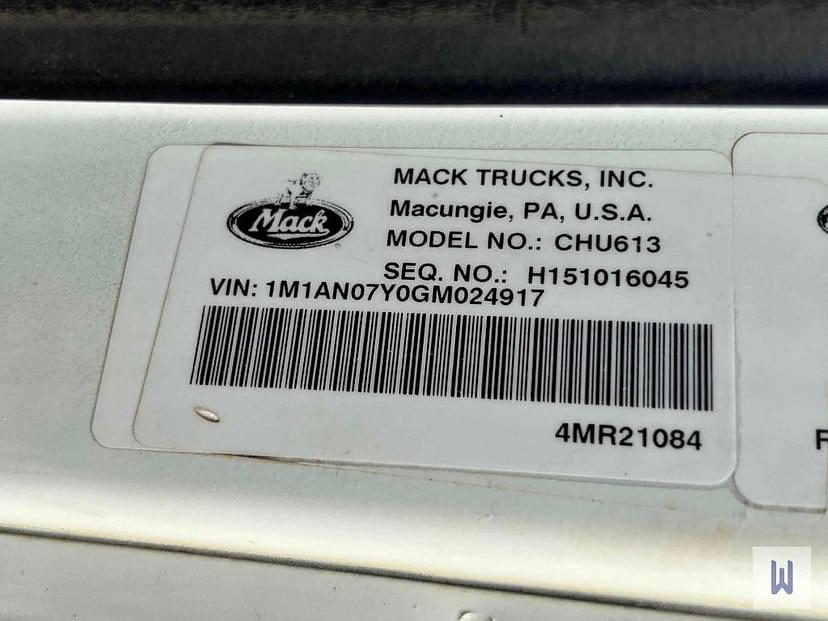 Mack
MACK TRUCKS, INC.
Macungie, PA, U.S.A.
MODEL NO.: CHU613
SEQ. NO.: H151016045
VIN: 1M1AN07Y0GM024917
4MR21084
R
W